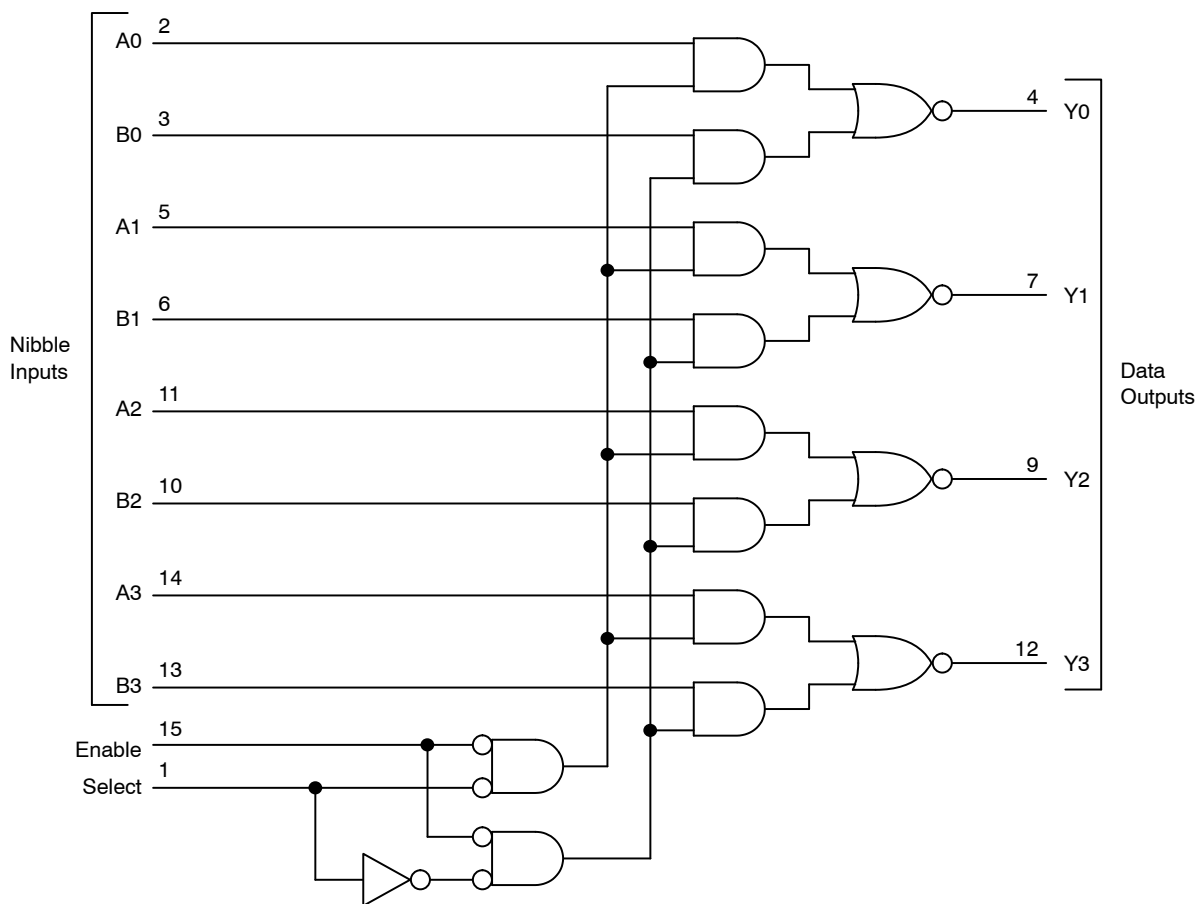 2
A0
3
B0
5
A1
6
B1
11
A2
10
B2
14
A3
13
B3
Nibble
Inputs
15
Enable
1
Select
4
Y0
7
Y1
9
Y2
12
Y3
Data
Outputs